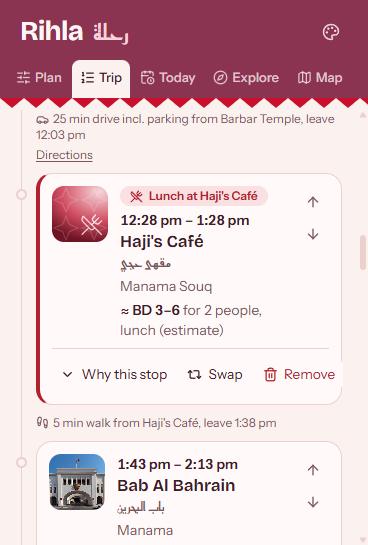 Rihla رحلة
Plan Trip Today Explore Map
25 min drive incl. parking from Barbar Temple, leave
12:03 pm
Directions
Lunch at Haji's Café
12:28 pm – 1:28 pm
Haji's Café
مقهى حجي
Manama Souq
≈ BD 3–6 for 2 people,
lunch (estimate)
Why this stop Swap Remove
5 min walk from Haji's Café, leave 1:38 pm
1:43 pm – 2:13 pm
Bab Al Bahrain
باب البحرين
Manama